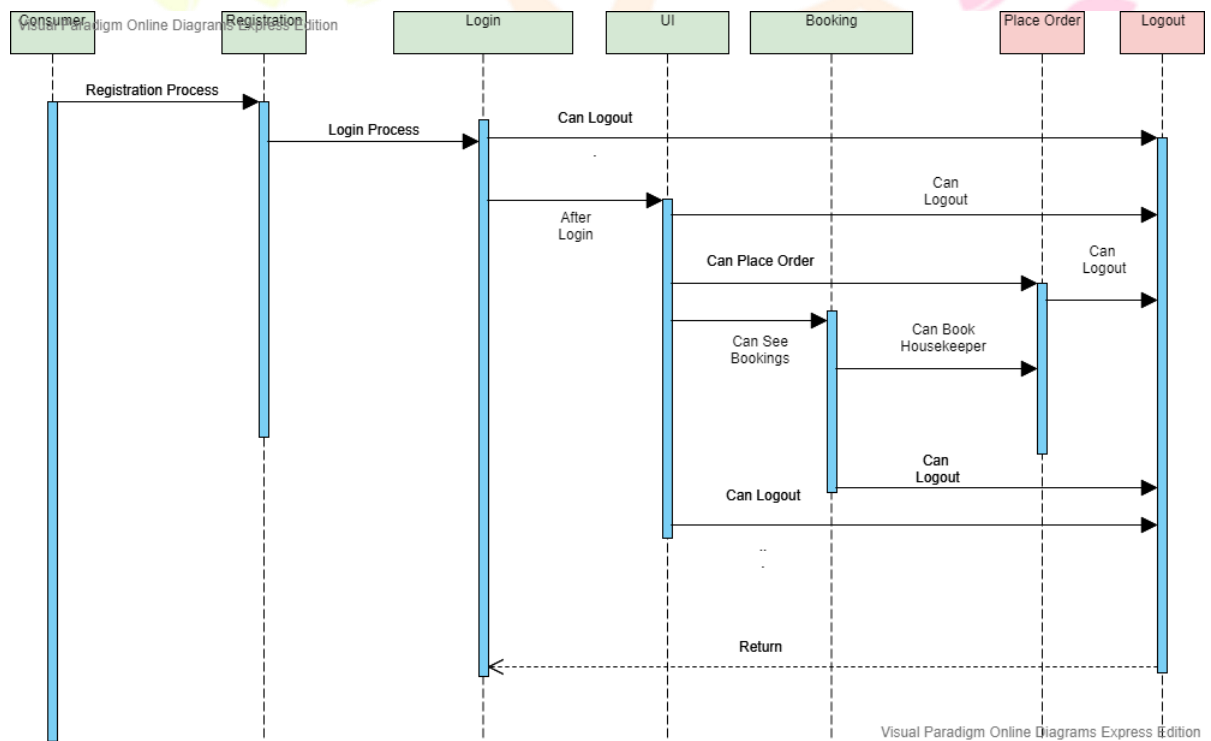 Consumer
Registration
Login
UI
Booking
Place Order
Logout
Visual Paradigm Online Diagrams Express Edition
Registration Process
Login Process
Can Logout
.
After
Login
Can
Logout
Can Place Order
Can
Logout
Can See
Bookings
Can Book
Housekeeper
Can
Logout
Can Logout
..
.
Return
Visual Paradigm Online Diagrams Express Edition